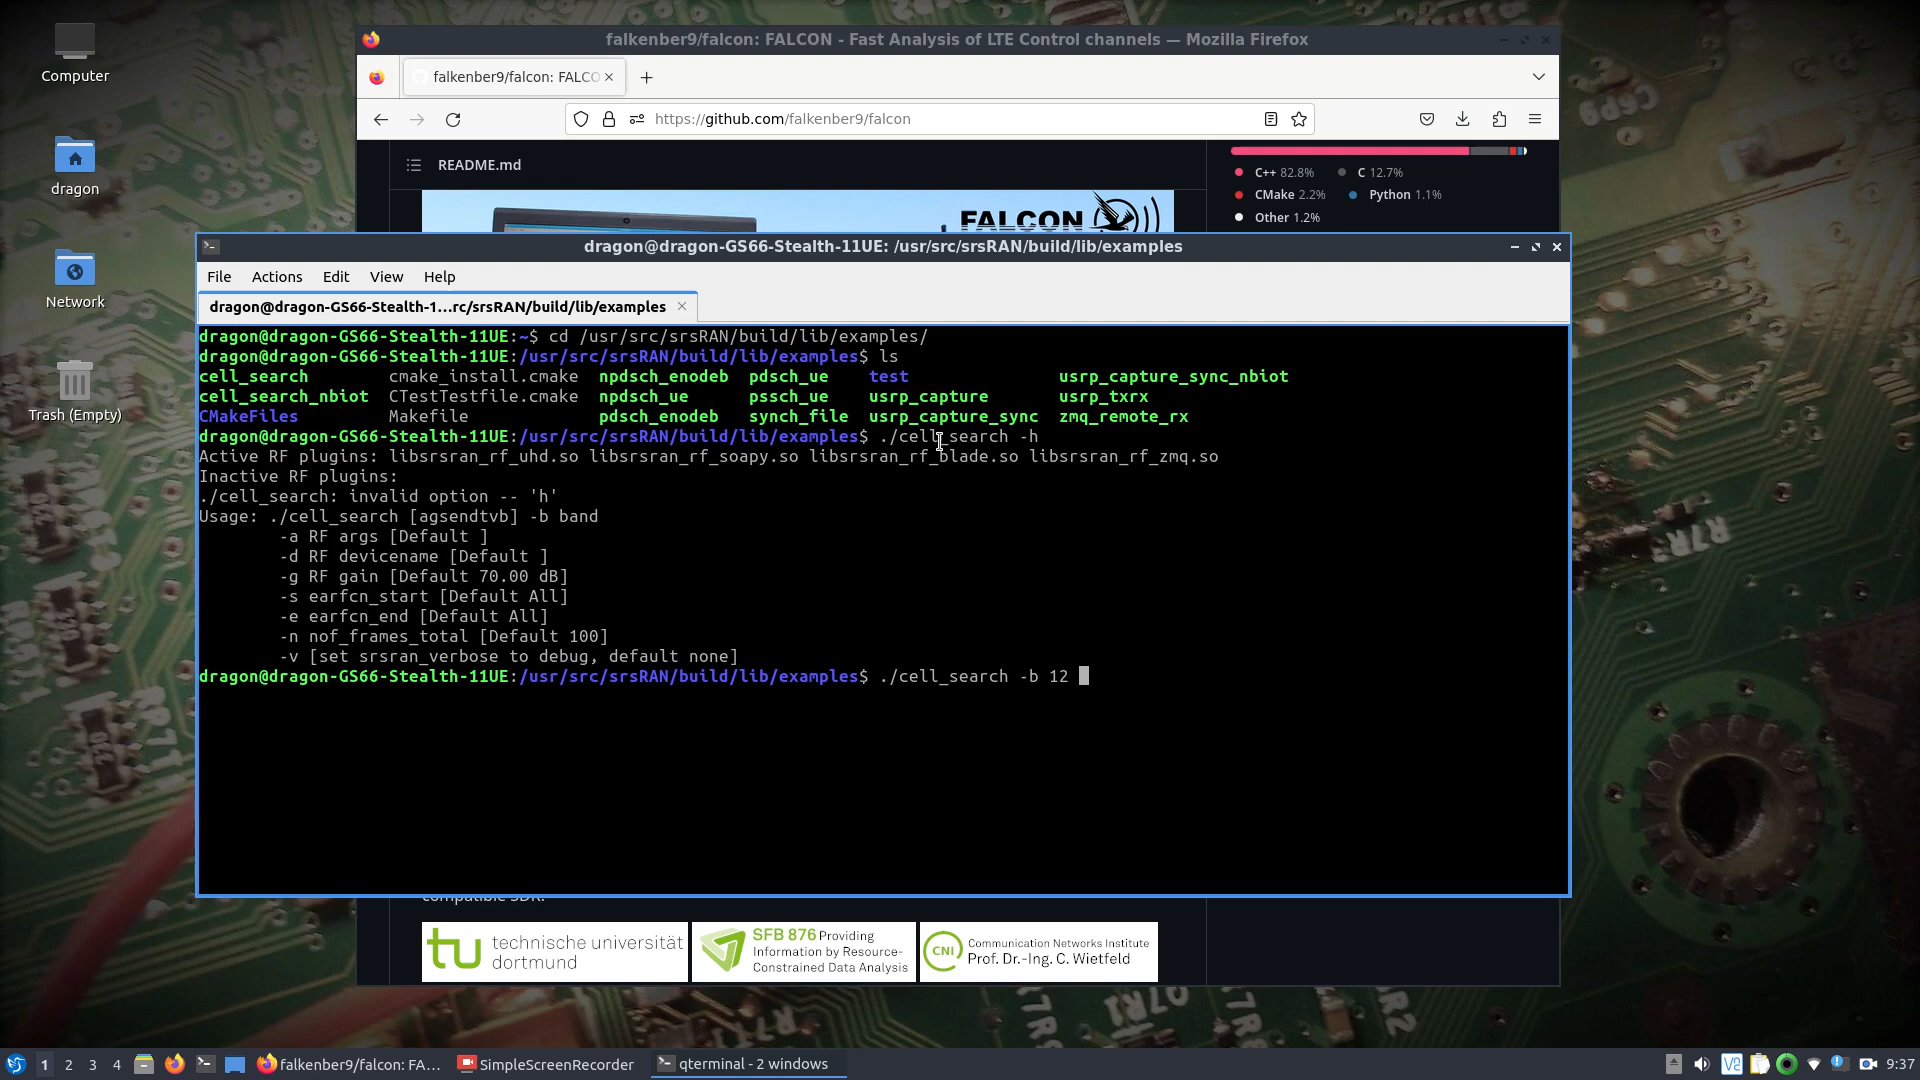 Computer
dragon
Network
Trash (Empty)
falkenber9/falcon: FALCON - Fast Analysis of LTE Control channels — Mozilla Firefox
falkenber9/falcon: FALCO
https://github.com/falkenber9/falcon
README.md
C++ 82.8% C 12.7%
CMake 2.2% Python 1.1%
Other 1.2%
FALCON
dragon@dragon-GS66-Stealth-11UE: /usr/src/srsRAN/build/lib/examples
File Actions Edit View Help
dragon@dragon-GS66-Stealth-1...rc/srsRAN/build/lib/examples
dragon@dragon-GS66-Stealth-11UE:~$ cd /usr/src/srsRAN/build/lib/examples/
dragon@dragon-GS66-Stealth-11UE:/usr/src/srsRAN/build/lib/examples$ ls
cell_search cmake_install.cmake npdsch_enodeb pdsch_ue test usrp_capture_sync_nbiot
cell_search_nbiot CTestTestfile.cmake npdsch_ue pssch_ue usrp_capture usrp_txrx
CMakeFiles Makefile pdsch_enodeb synch_file usrp_capture_sync zmq_remote_rx
dragon@dragon-GS66-Stealth-11UE:/usr/src/srsRAN/build/lib/examples$ ./cell_search -h
Active RF plugins: libsrsran_rf_uhd.so libsrsran_rf_soapy.so libsrsran_rf_blade.so libsrsran_rf_zmq.so
Inactive RF plugins:
./cell_search: invalid option -- 'h'
Usage: ./cell_search [agsendtvb] -b band
-a RF args [Default ]
-d RF devicename [Default ]
-g RF gain [Default 70.00 dB]
-s earfcn_start [Default All]
-e earfcn_end [Default All]
-n nof_frames_total [Default 100]
-v [set srsran_verbose to debug, default none]
dragon@dragon-GS66-Stealth-11UE:/usr/src/srsRAN/build/lib/examples$ ./cell_search -b 12
compatible SDR.
tu technische universität
dortmund
SFB 876 Providing
Information by Resource-
Constrained Data Analysis
CNI Communication Networks Institute
Prof. Dr.-Ing. C. Wietfeld
1 2 3 4 falkenber9/falcon: FA... SimpleScreenRecorder qterminal - 2 windows 9:37